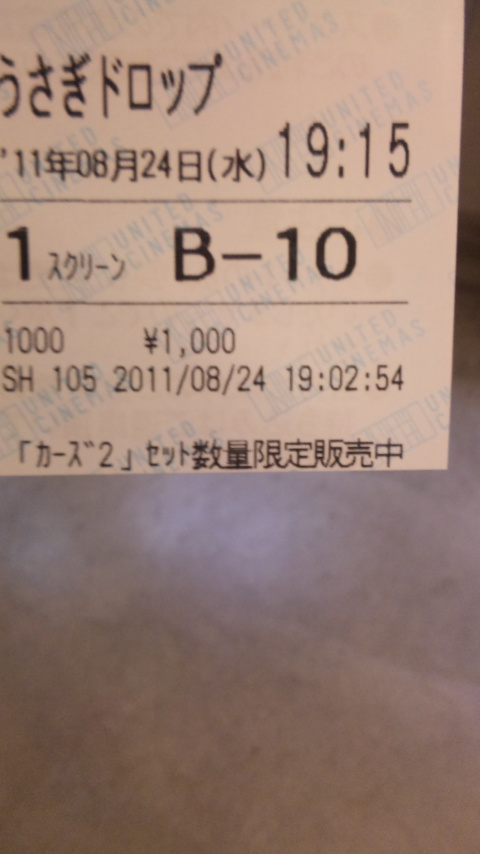 うさぎドロップ
'11年08月24日(水) 19:15
1 スクリーン B-10
1000 ¥1,000
SH 105 2011/08/24 19:02:54
「カーズ2」セット数量限定販売中
UNITED CINEMAS